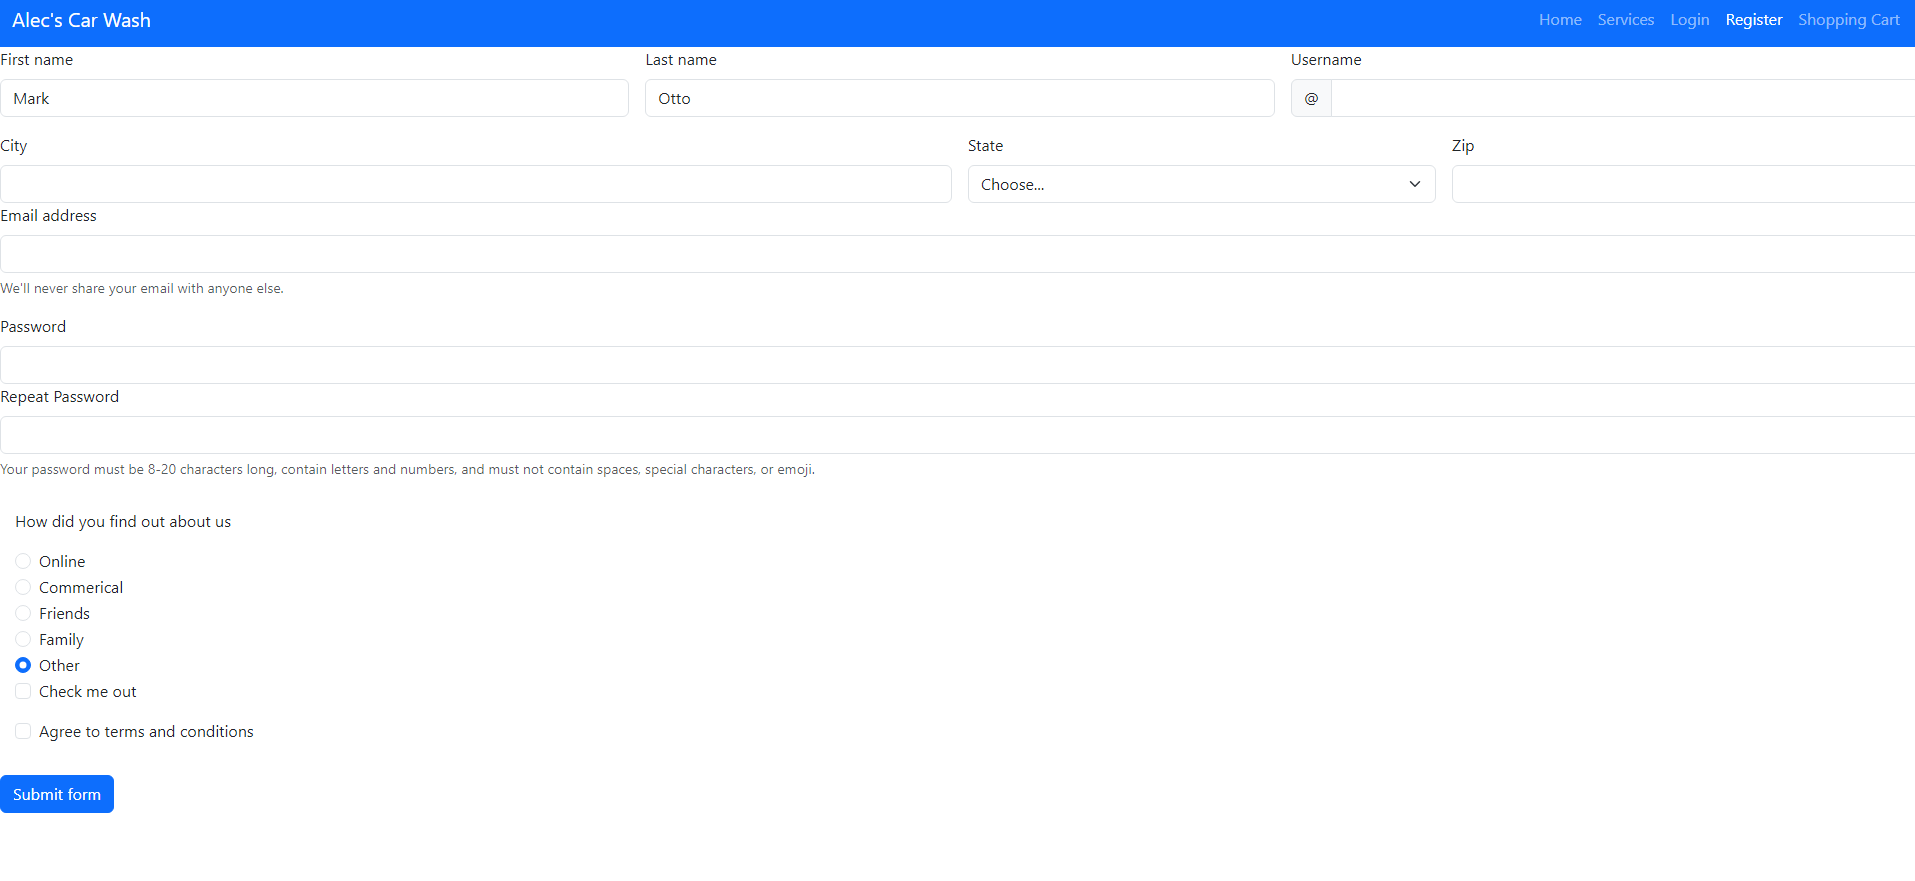 Alec's Car Wash Home Services Login Register Shopping Cart
First name Last name Username
Mark Otto @
City State Zip
Choose...
Email address
We'll never share your email with anyone else.
Password
Repeat Password
Your password must be 8-20 characters long, contain letters and numbers, and must not contain spaces, special characters, or emoji.
How did you find out about us
Online
Commerical
Friends
Family
Other
Check me out
Agree to terms and conditions
Submit form